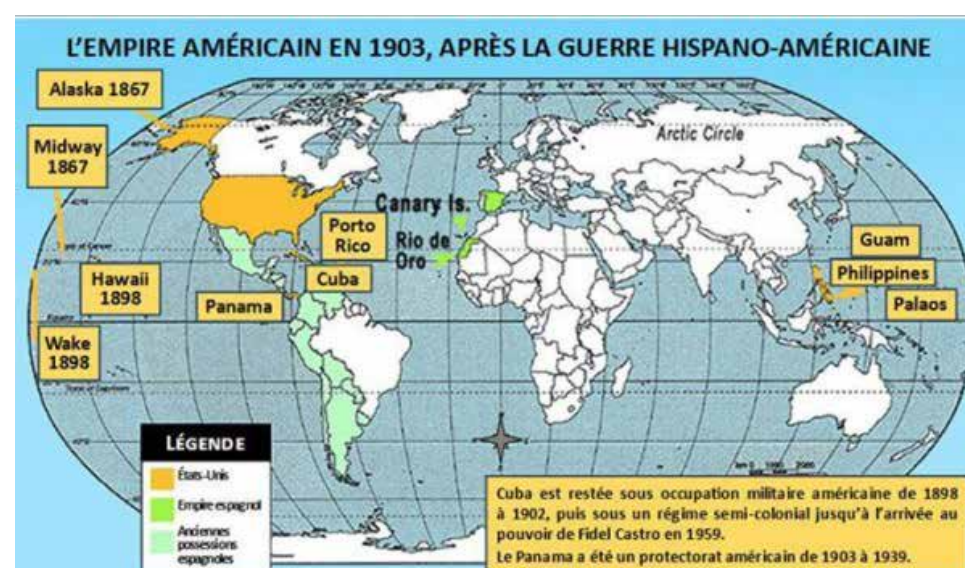 L'EMPIRE AMÉRICAIN EN 1903, APRÈS LA GUERRE HISPANO-AMÉRICAINE
Alaska 1867
Midway
1867
Arctic Circle
Canary Is.
Rio de
Oro
Porto
Rico
Cuba
Panama
Hawaii
1898
Wake
1898
Guam
Philippines
Palaos
LÉGENDE
États-Unis
Empire espagnol
Anciennes
possessions
espagnoles
Cuba est restée sous occupation militaire américaine de 1898
à 1902, puis sous un régime semi-colonial jusqu'à l'arrivée au
pouvoir de Fidel Castro en 1959.
Le Panama a été un protectorat américain de 1903 à 1939.